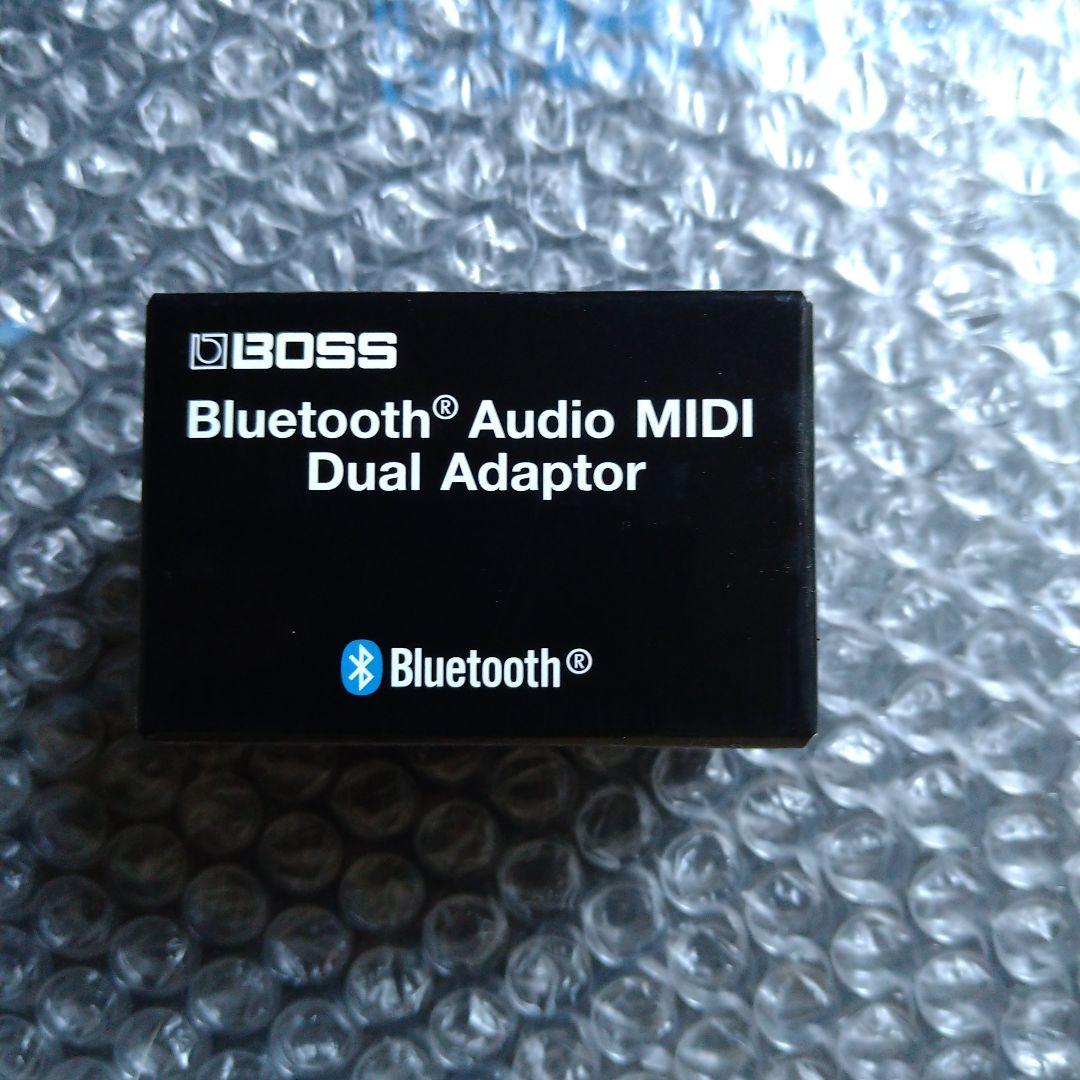 BOSS
Bluetooth® Audio MIDI
Dual Adaptor
Bluetooth®